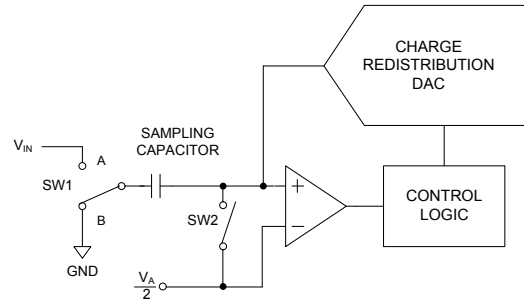 CHARGE
REDISTRIBUTION
DAC
SAMPLING
CAPACITOR
V_IN
A
SW1
B
SW2
+
−
CONTROL
LOGIC
GND
V_A
2